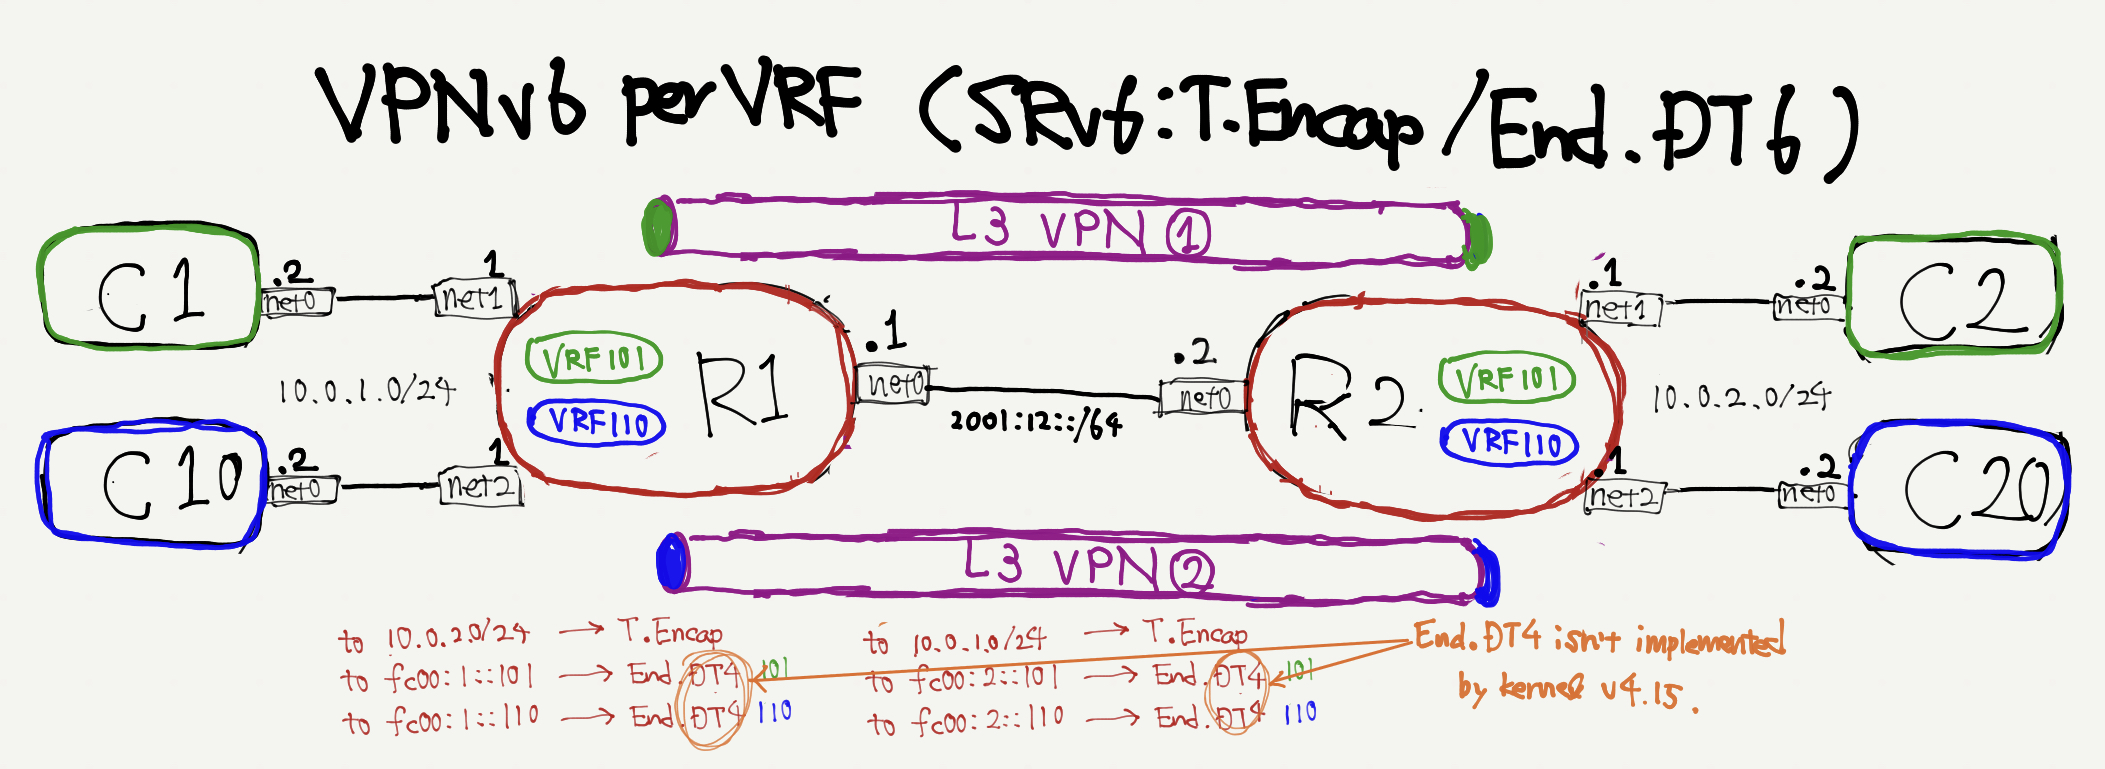 VPNv6 per VRF (SRv6:T.Encap/End.DT6)
L3 VPN ①
C1
.2
net0
1
net1
VRF101
VRF110
R1
.1
net0
2001:12::/64
.2
net0
R2
VRF101
VRF110
.1
net1
.2
net0
C2
10.0.1.0/24
10.0.2.0/24
C10
.2
net0
1
net2
.1
net2
.2
net0
C20
L3 VPN ②
to 10.0.2.0/24 → T.Encap
to fc00:1::101 → End.DT4 101
to fc00:1::110 → End.DT4 110
to 10.0.1.0/24 → T.Encap
to fc00:2::101 → End.DT4 101
to fc00:2::110 → End.DT4 110
End.DT4 isn't implemented
by kernel v4.15.